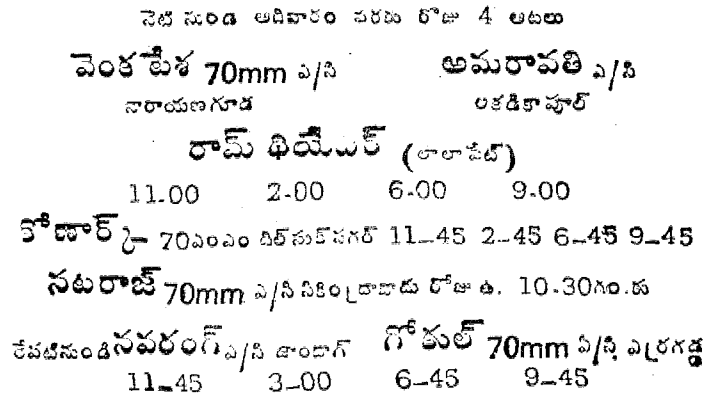 నేటి నుండి ఆదివారం వరకు రోజు 4 ఆటలు
వెంకటేశ 70mm ఎ/సి అమరావతి ఎ/సి
నారాయణగూడ లకడికాపూల్
రామ్ థియేటర్ (లాలాపేట్)
11-00 2-00 6-00 9-00
కోణార్క్ 70ఎంఎం దిల్‌సుక్‌నగర్ 11-45 2-45 6-45 9-45
నటరాజ్ 70mm ఎ/సి సికింద్రాబాదు రోజు ఉ. 10-30గం.కు
రేపటినుండి నవరంగ్ ఎ/సి గోకుల్ 70mm ఏ/సి, ఎర్రగడ్డ
11-45 3-00 6-45 9-45